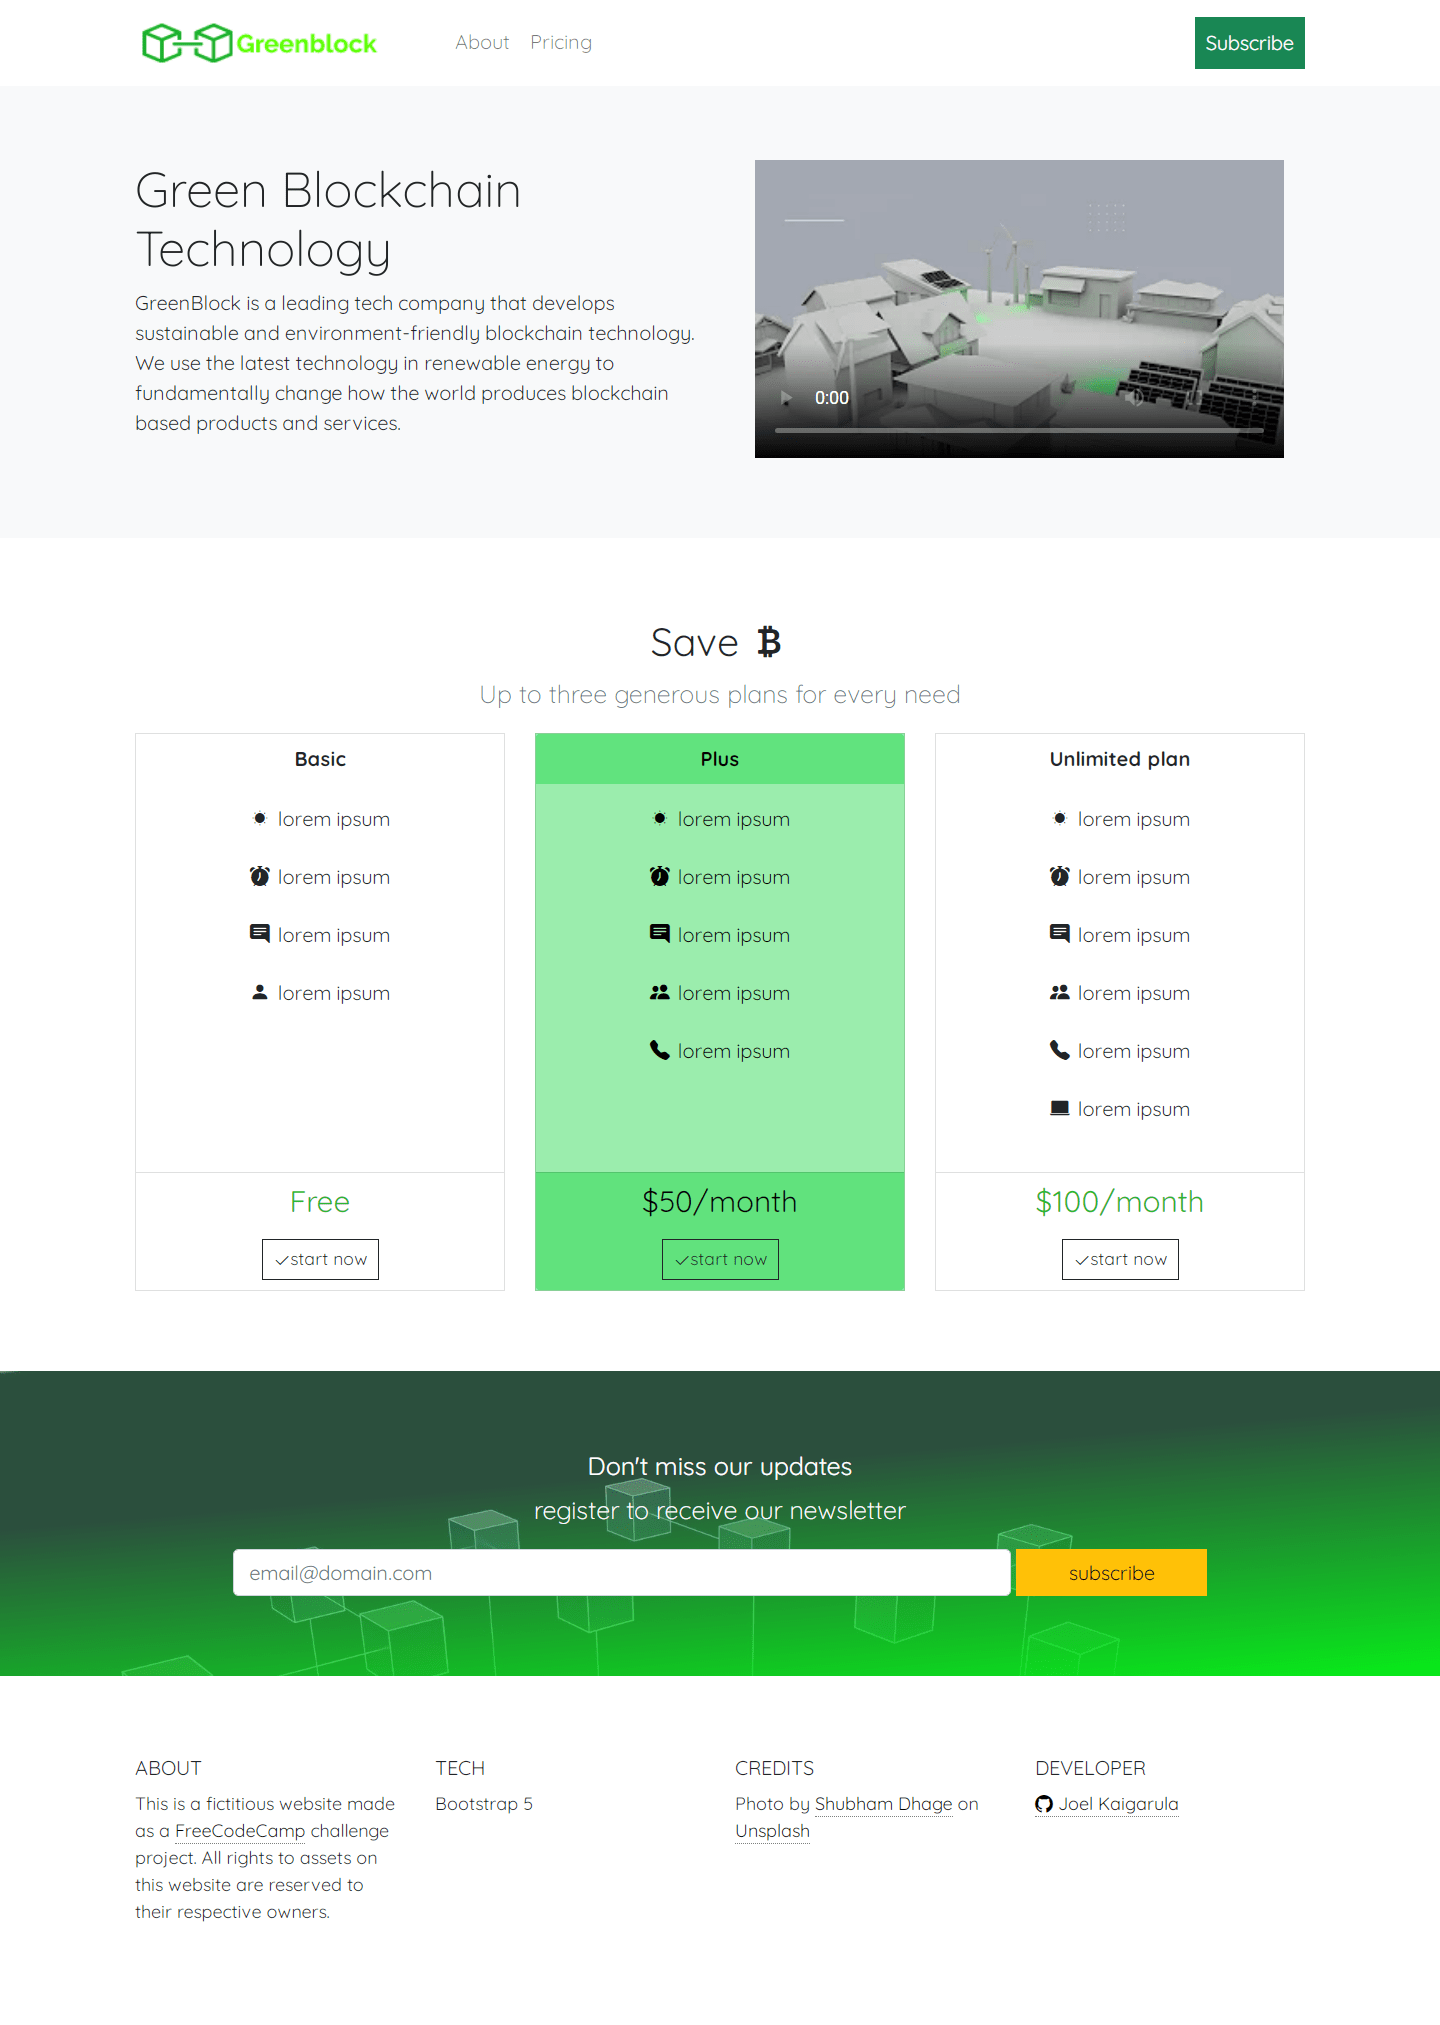 Greenblock
About Pricing
Subscribe
Green Blockchain
Technology
GreenBlock is a leading tech company that develops
sustainable and environment-friendly blockchain technology.
We use the latest technology in renewable energy to
fundamentally change how the world produces blockchain
based products and services.
0:00
Save
Up to three generous plans for every need
Basic
lorem ipsum
lorem ipsum
lorem ipsum
lorem ipsum
Free
start now
Plus
lorem ipsum
lorem ipsum
lorem ipsum
lorem ipsum
lorem ipsum
$50/month
start now
Unlimited plan
lorem ipsum
lorem ipsum
lorem ipsum
lorem ipsum
lorem ipsum
lorem ipsum
$100/month
start now
Don't miss our updates
register to receive our newsletter
email@domain.com
subscribe
ABOUT
This is a fictitious website made
as a FreeCodeCamp challenge
project. All rights to assets on
this website are reserved to
their respective owners.
TECH
Bootstrap 5
CREDITS
Photo by Shubham Dhage on
Unsplash
DEVELOPER
Joel Kaigarula